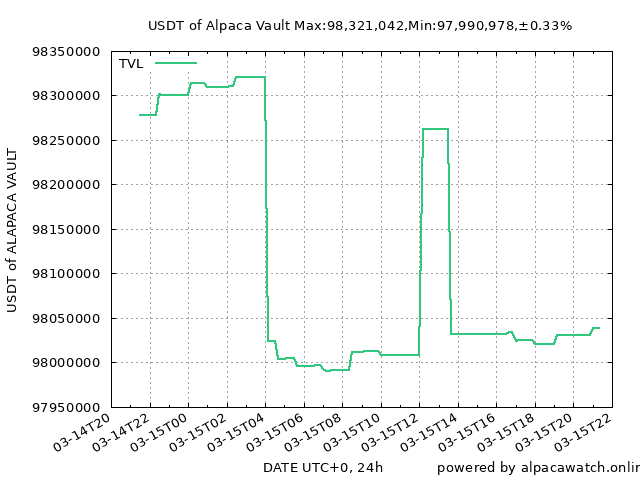 USDT of Alpaca Vault Max:98,321,042,Min:97,990,978,±0.33%
TVL
98350000
98300000
98250000
98200000
98150000
98100000
98050000
98000000
97950000
USDT of ALAPACA VAULT
03-14T20
03-14T22
03-15T00
03-15T02
03-15T04
03-15T06
03-15T08
03-15T10
03-15T12
03-15T14
03-15T16
03-15T18
03-15T20
03-15T22
DATE UTC+0, 24h
powered by alpacawatch.onlin